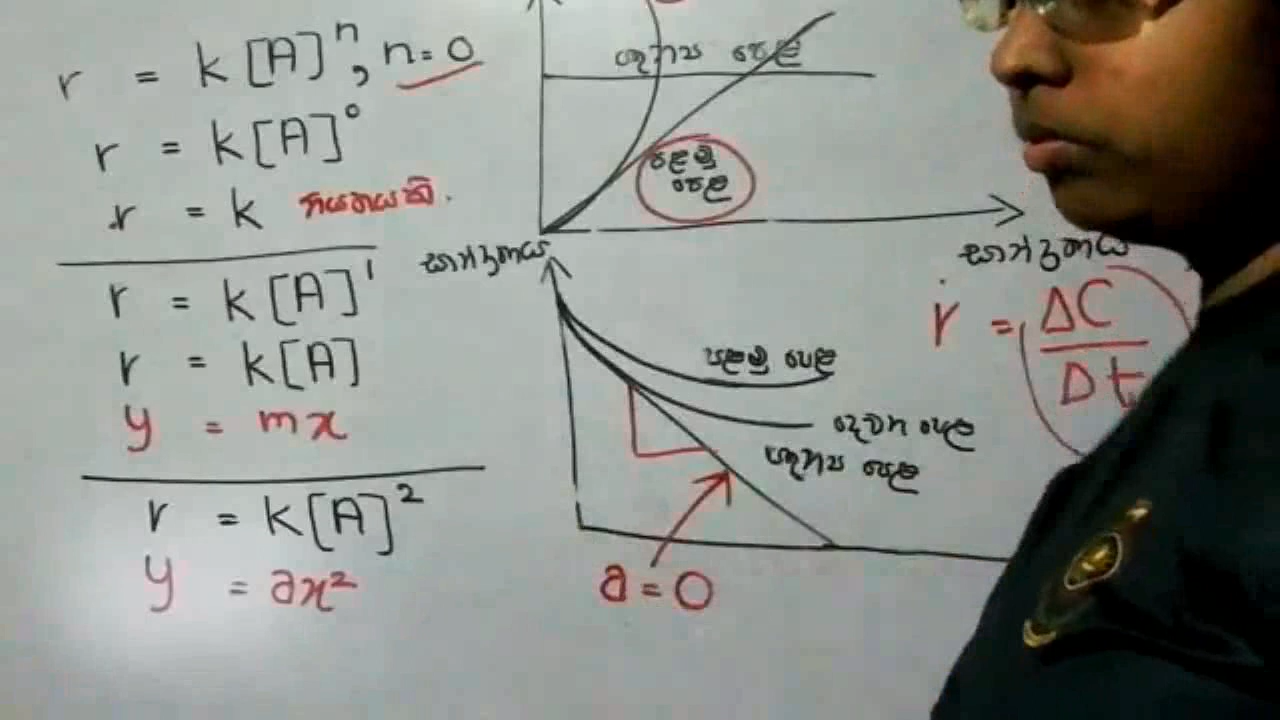 r = k[A]ⁿ, n = 0
r = k[A]⁰
r = k නියතයකි.
r = k[A]¹
r = k[A]
y = mx
r = k[A]²
y = ax²
ශුන්‍ය පෙළ
පළමු
පෙළ
සාන්ද්‍රණය
සාන්ද්‍රණය
පළමු පෙළ
දෙවන පෙළ
ශුන්‍ය පෙළ
a = 0
r = ΔC
Δt